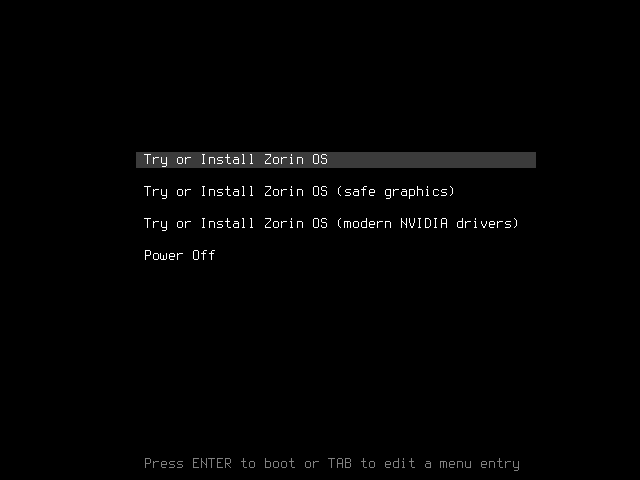 Try or Install Zorin OS
Try or Install Zorin OS (safe graphics)
Try or Install Zorin OS (modern NVIDIA drivers)
Power Off
Press ENTER to boot or TAB to edit a menu entry